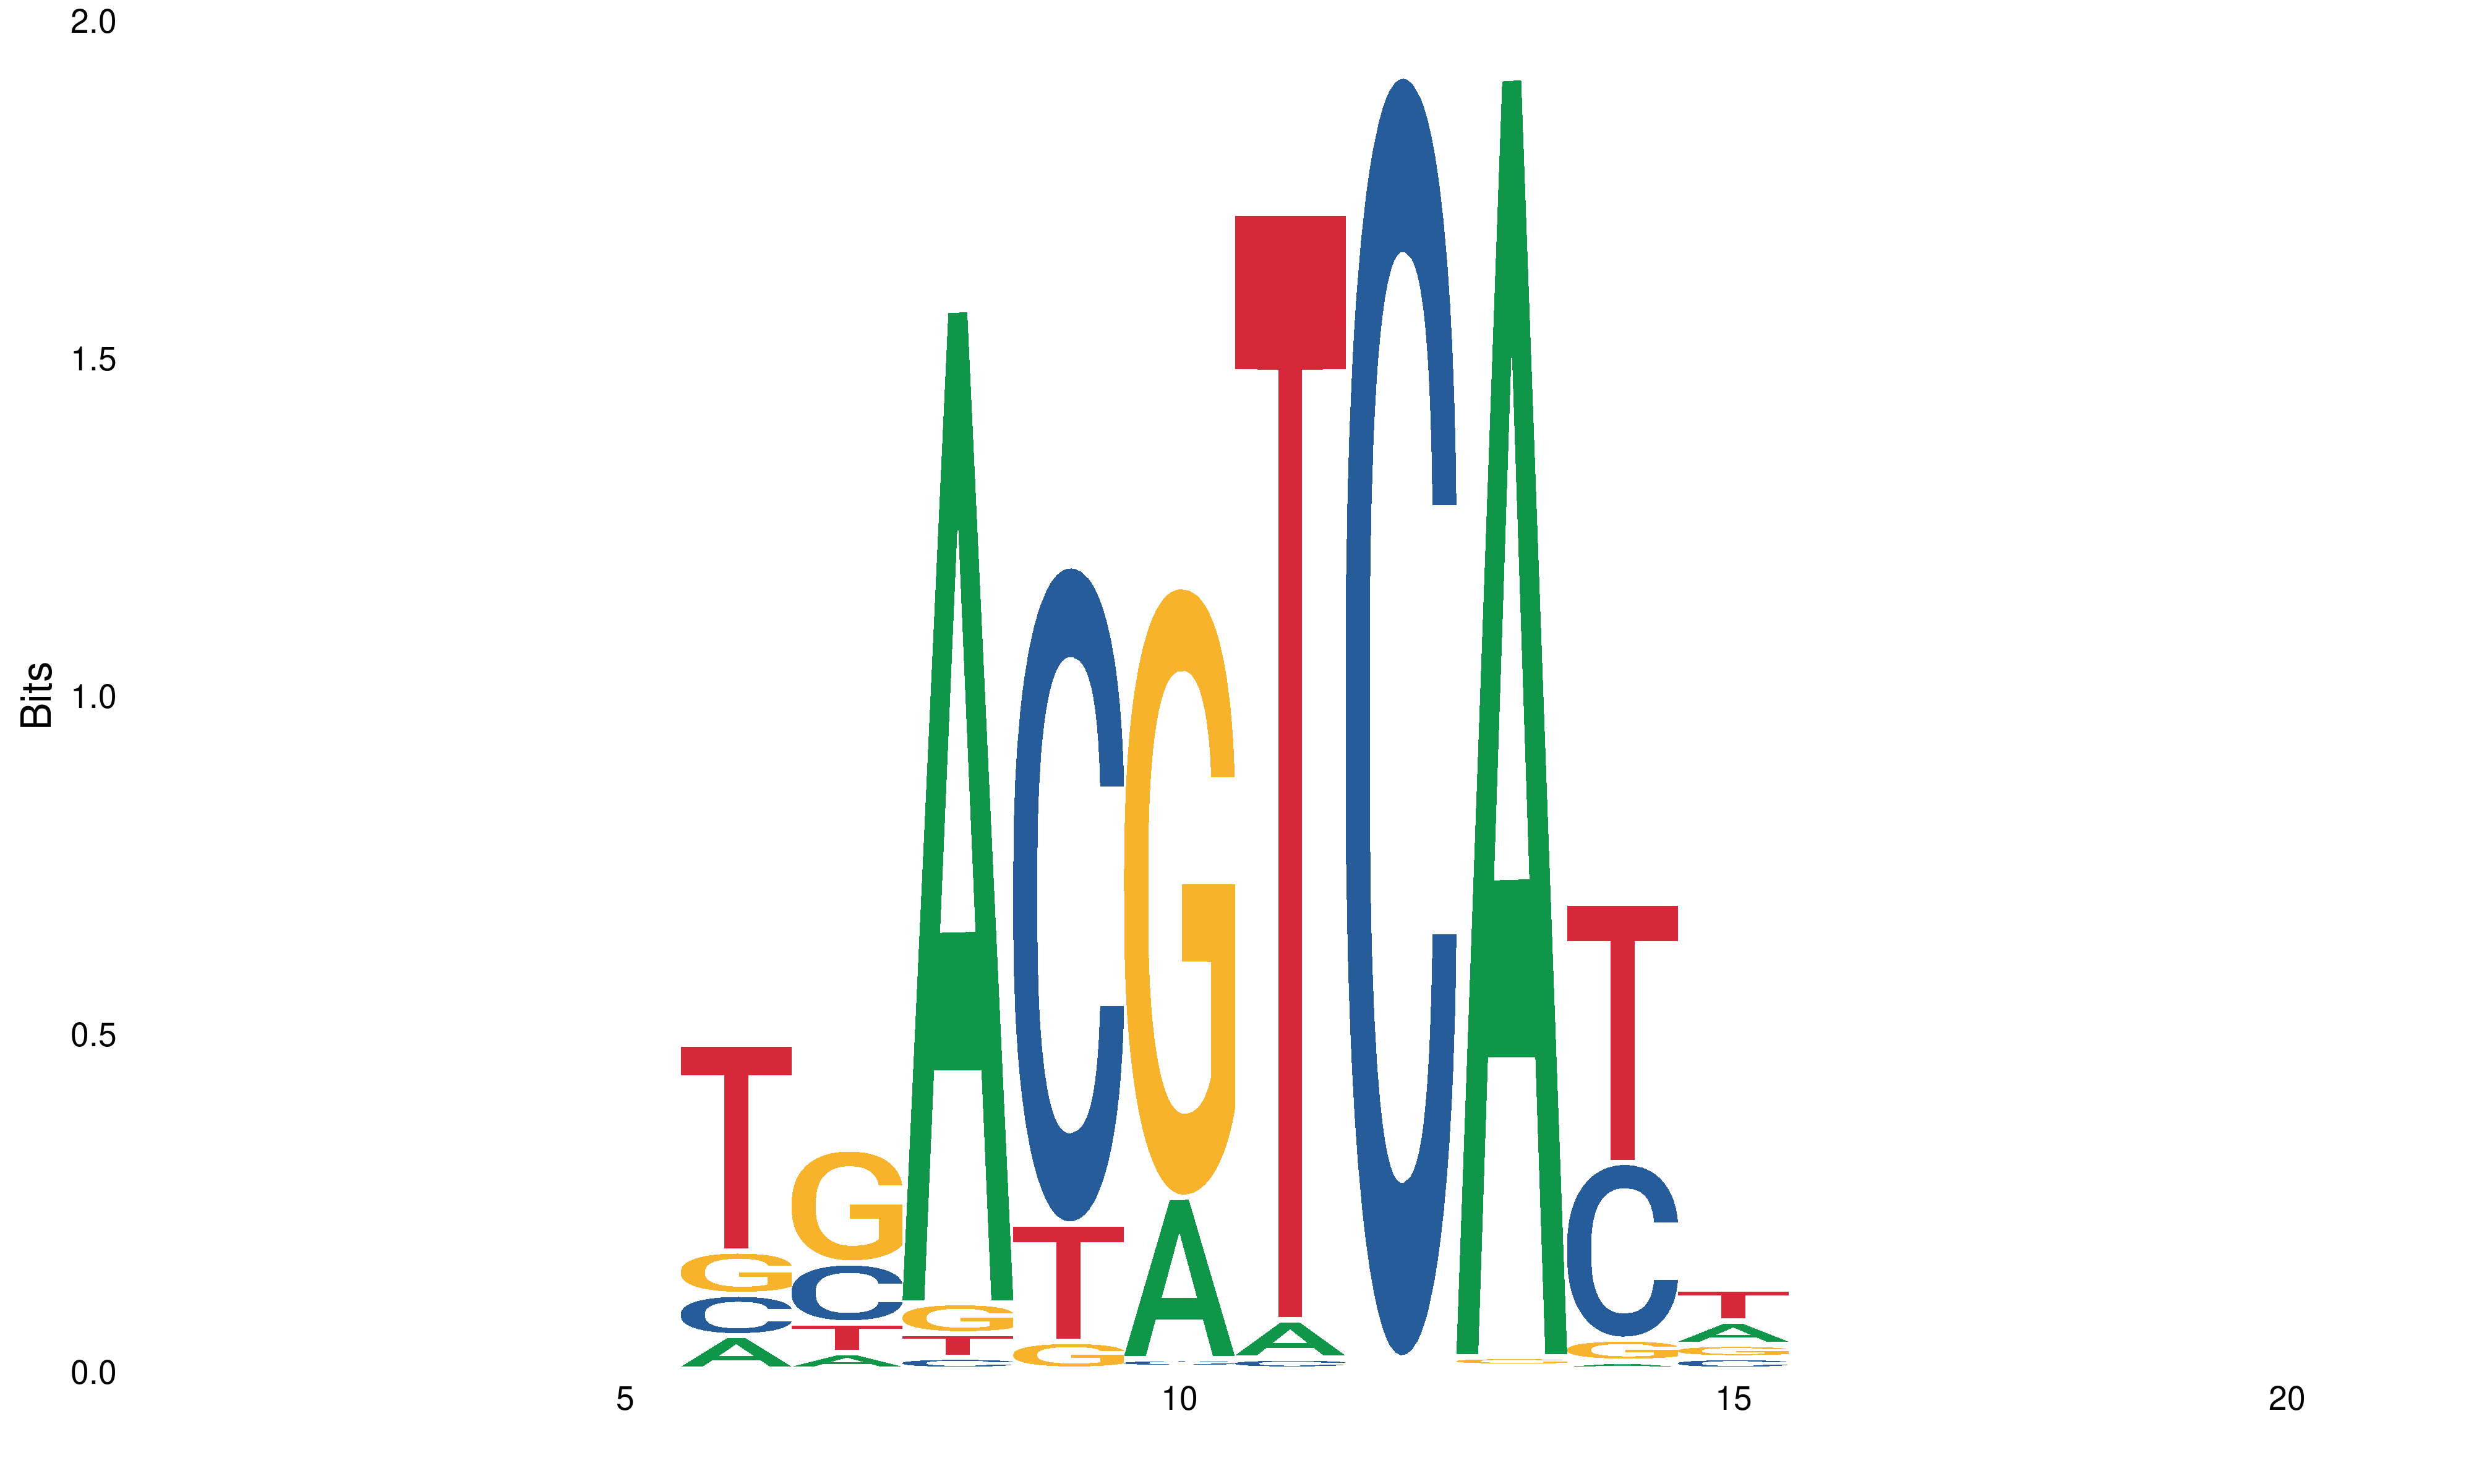 2.0
1.5
1.0
0.5
0.0
Bits
T G A C G T C A T T
G C G T A A C C A
C T T G C C G G G
A A C A C
5 10 15 20